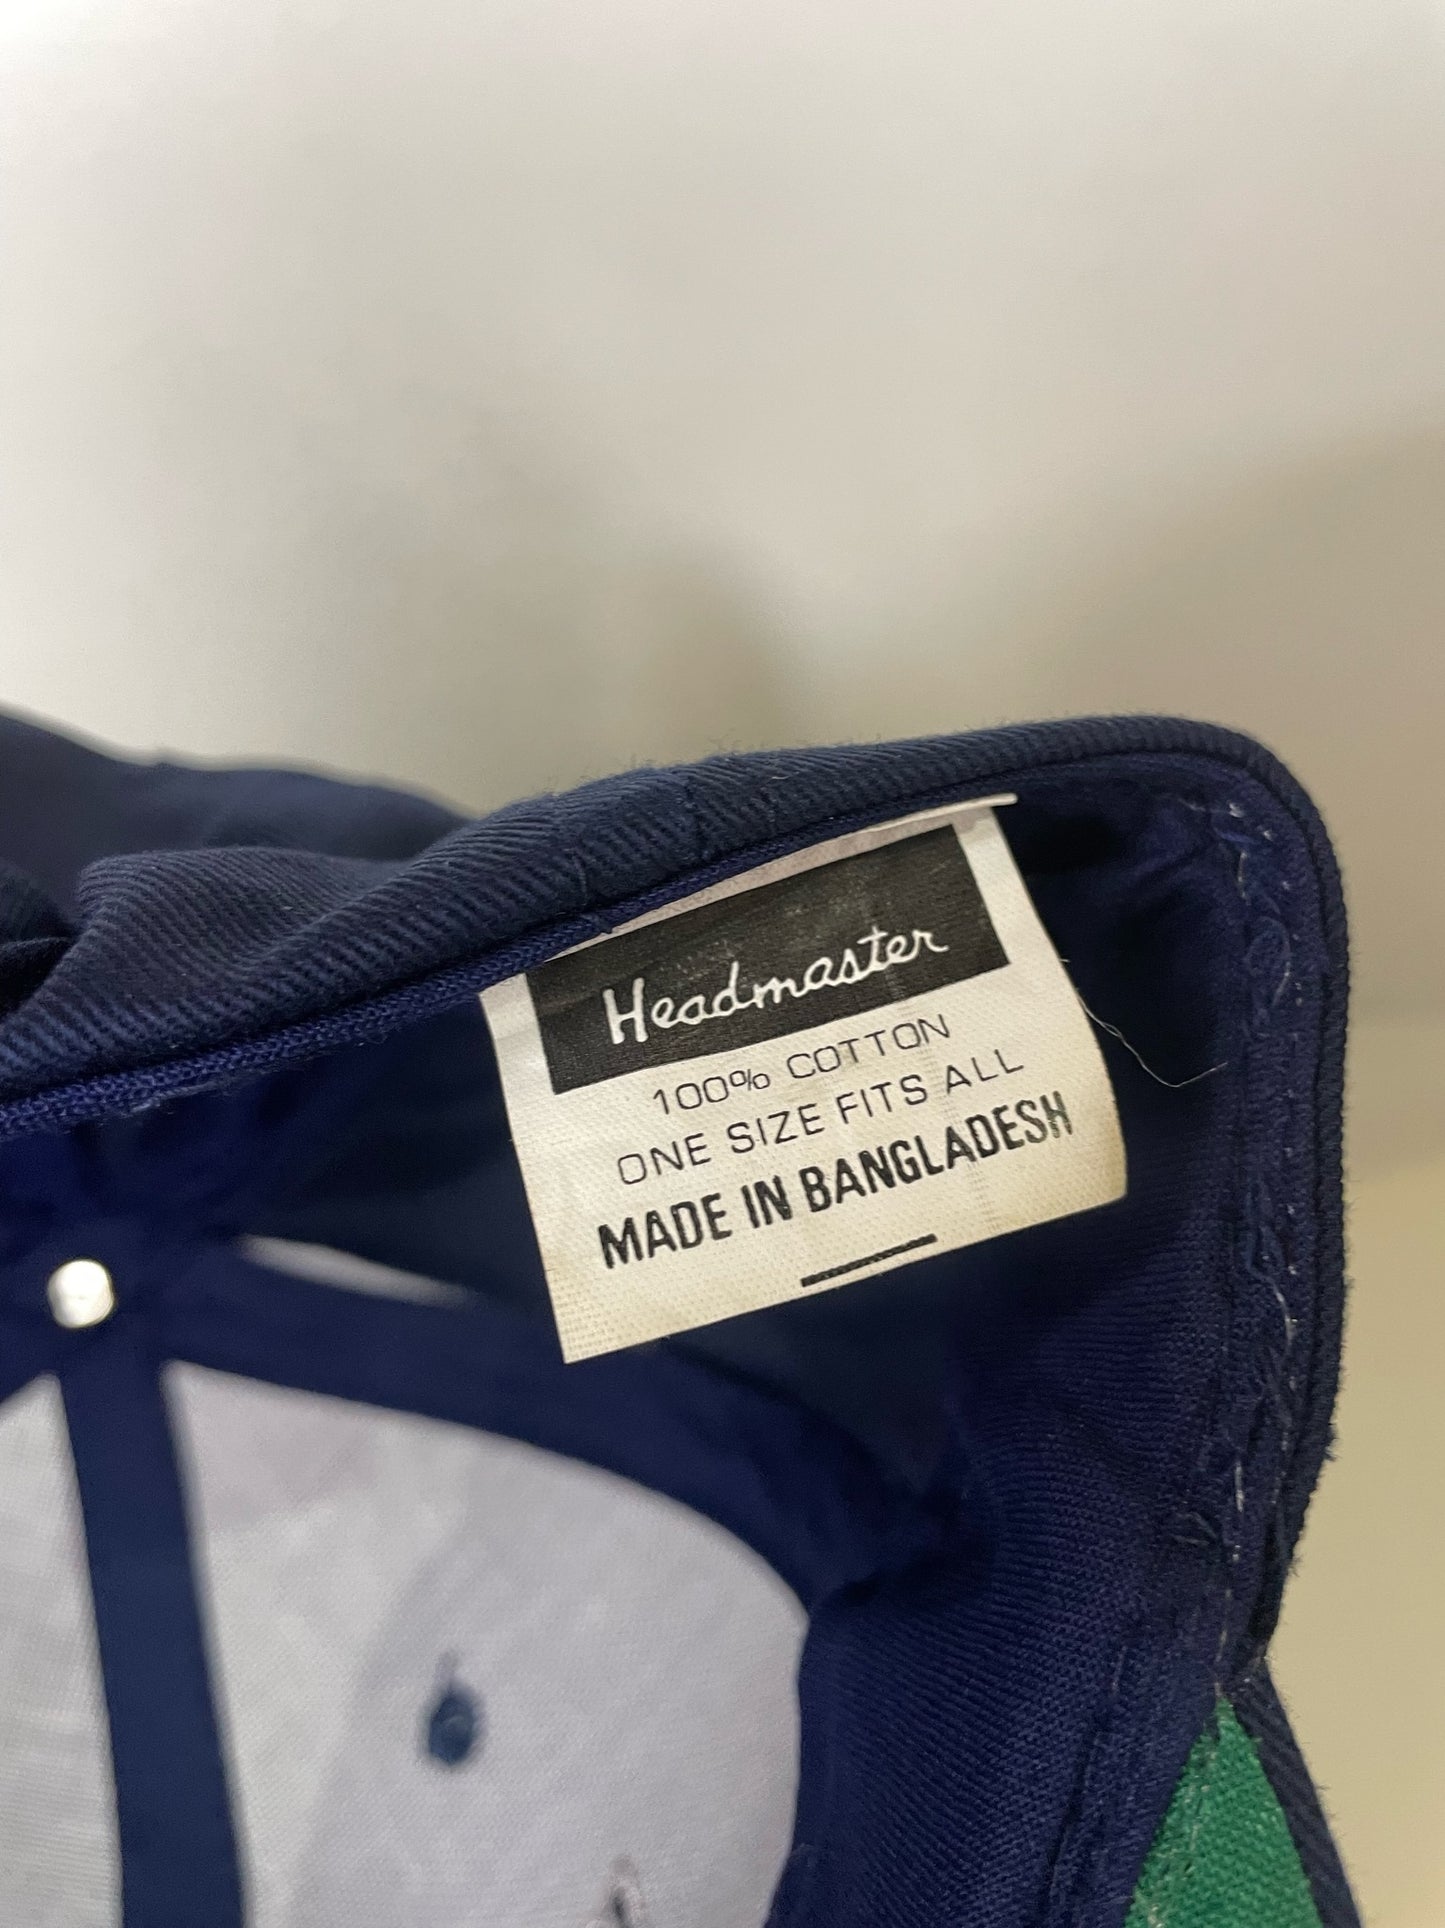 Headmaster
100% COTTON
ONE SIZE FITS ALL
MADE IN BANGLADESH